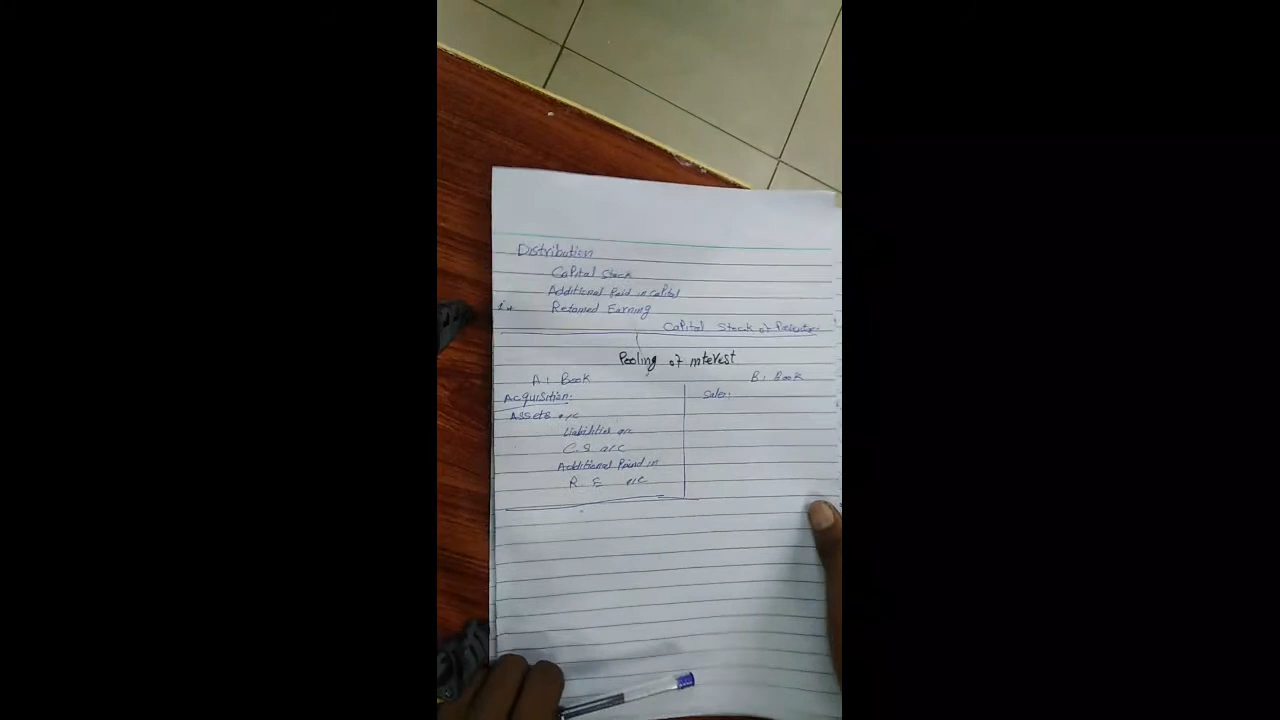 Distribution
Capital Stock
Additional Paid in Capital
Retained Earning
Capital Stock of
Pooling of interest
A: Book
B: Book
Acquisition:
Sales:
Assets a/c
Liabilities a/c
C.S a/c
Additional Paind in
R. E a/c